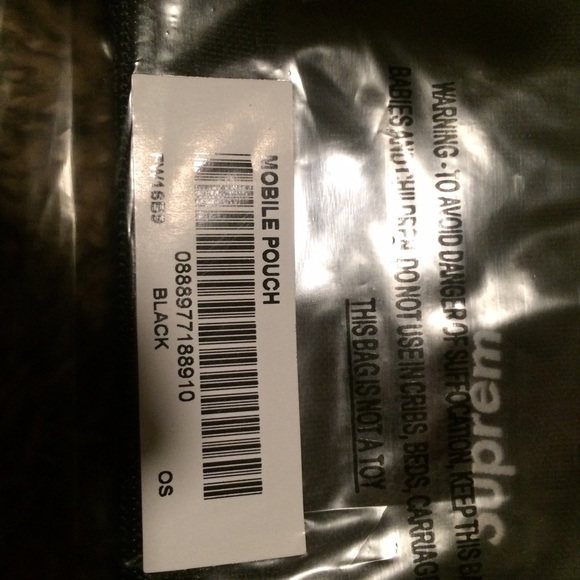 MOBILE POUCH
0888977188910
BLACK OS
WARNING - TO AVOID DANGER OF SUFFOCATION, KEEP THIS B
BABIES AND CHILDREN DO NOT USE IN CRIBS, BEDS, CARRIAG
THIS BAG IS NOT A TOY
Suprem